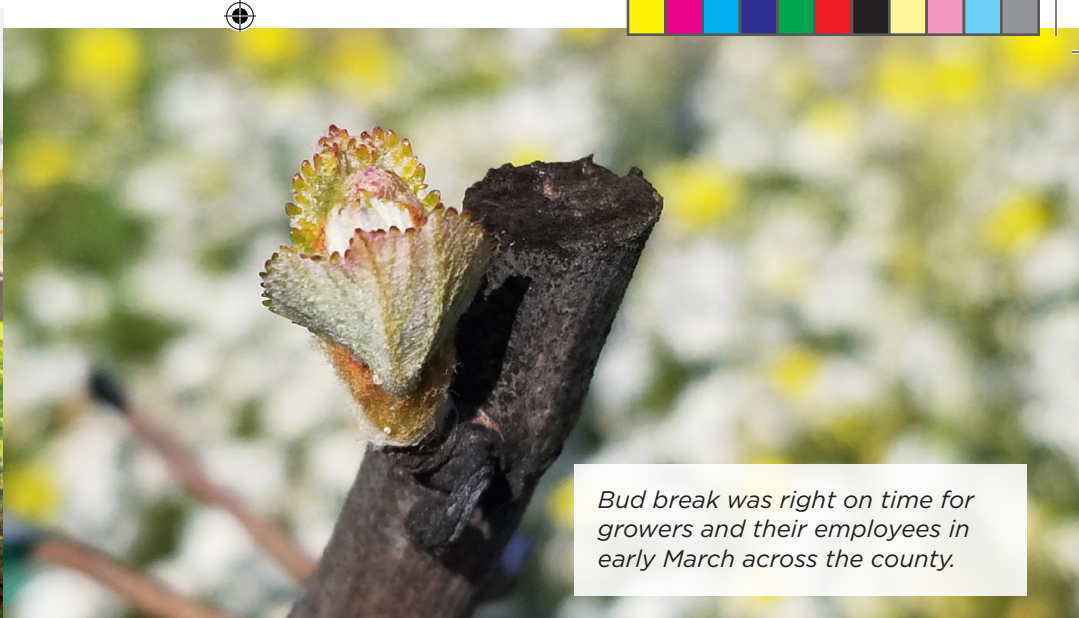 Bud break was right on time for
growers and their employees in
early March across the county.